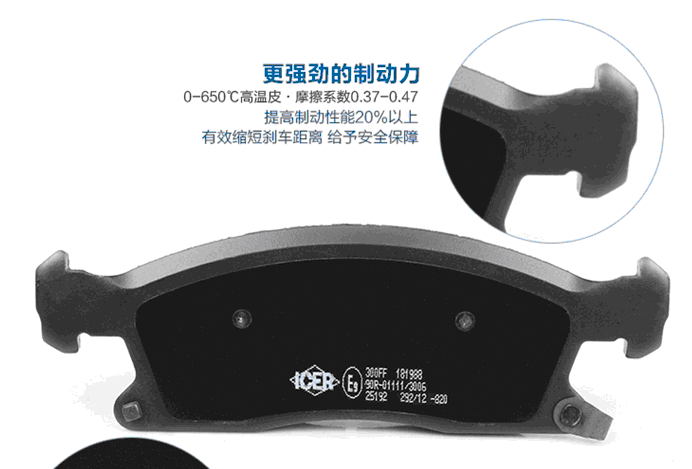 更强劲的制动力
0-650℃高温皮·摩擦系数0.37-0.47
提高制动性能20%以上
有效缩短刹车距离 给予安全保障
ICER
E9
300FF 181988
90R-01111/3006
25192 292/12 -820